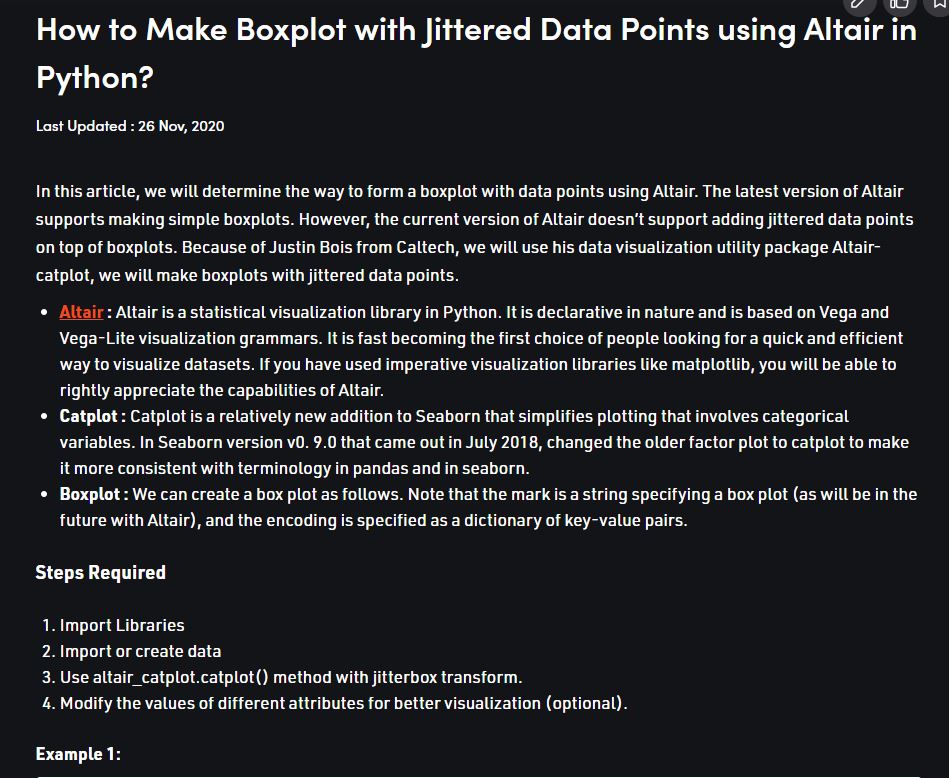 How to Make Boxplot with Jittered Data Points using Altair in
Python?
Last Updated : 26 Nov, 2020
In this article, we will determine the way to form a boxplot with data points using Altair. The latest version of Altair
supports making simple boxplots. However, the current version of Altair doesn't support adding jittered data points
on top of boxplots. Because of Justin Bois from Caltech, we will use his data visualization utility package Altair-
catplot, we will make boxplots with jittered data points.
• Altair : Altair is a statistical visualization library in Python. It is declarative in nature and is based on Vega and
Vega-Lite visualization grammars. It is fast becoming the first choice of people looking for a quick and efficient
way to visualize datasets. If you have used imperative visualization libraries like matplotlib, you will be able to
rightly appreciate the capabilities of Altair.
• Catplot : Catplot is a relatively new addition to Seaborn that simplifies plotting that involves categorical
variables. In Seaborn version v0. 9.0 that came out in July 2018, changed the older factor plot to catplot to make
it more consistent with terminology in pandas and in seaborn.
• Boxplot : We can create a box plot as follows. Note that the mark is a string specifying a box plot (as will be in the
future with Altair), and the encoding is specified as a dictionary of key-value pairs.
Steps Required
1. Import Libraries
2. Import or create data
3. Use altair_catplot.catplot() method with jitterbox transform.
4. Modify the values of different attributes for better visualization (optional).
Example 1: